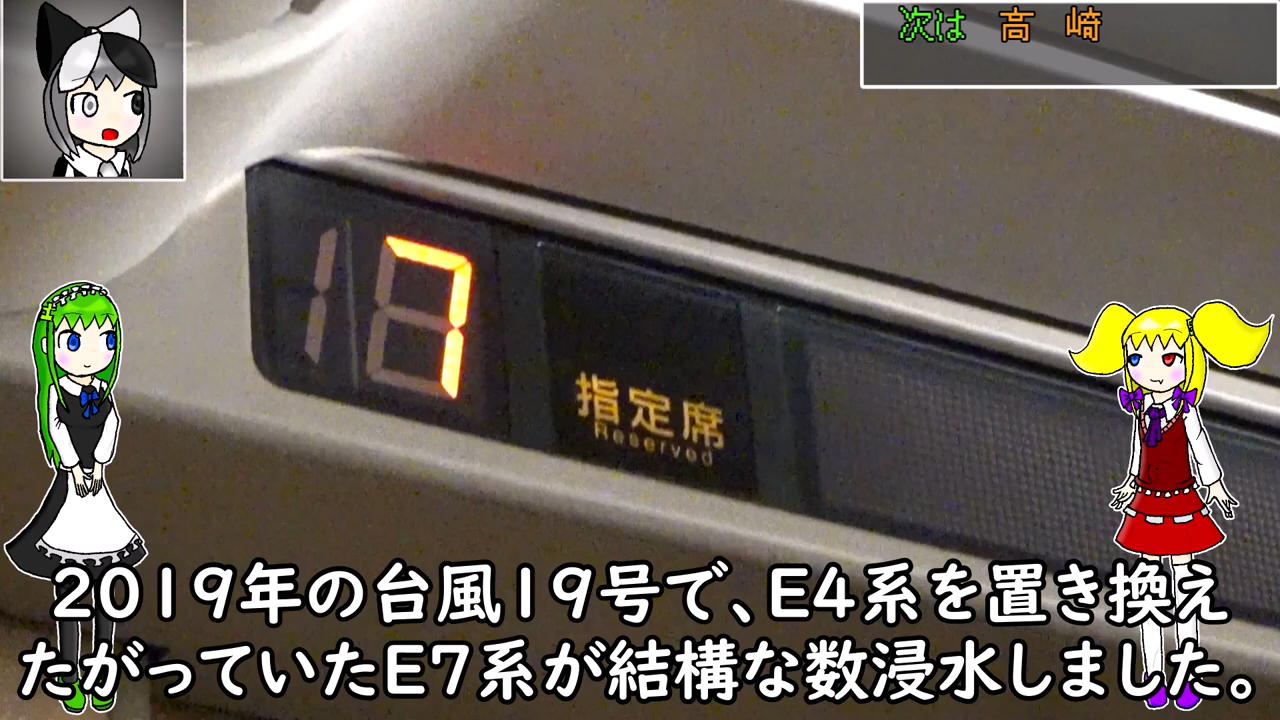 次は 高崎
7
指定席
Reserved
2019年の台風19号で、E4系を置き換え
たがっていたE7系が結構な数浸水しました。